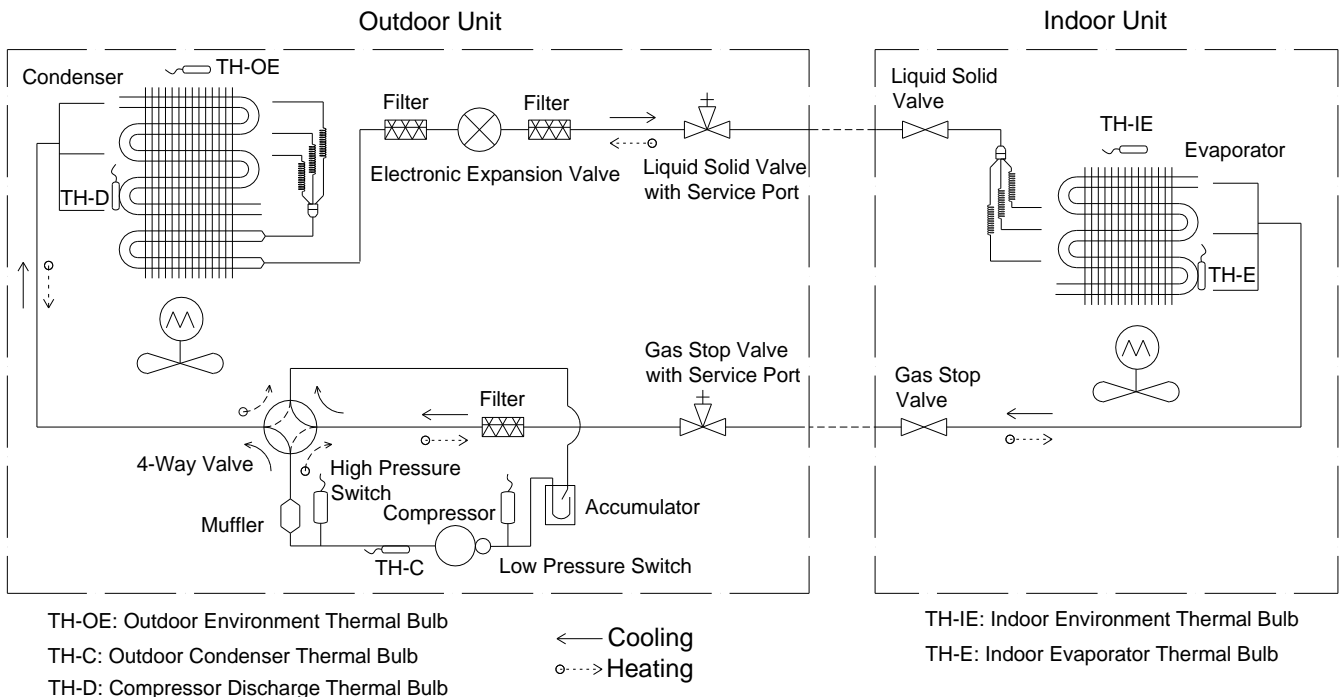 Outdoor Unit
Indoor Unit
Condenser
TH-OE
Filter
Filter
Liquid Solid
Valve
TH-IE
Evaporator
Electronic Expansion Valve
Liquid Solid Valve
with Service Port
TH-D
TH-E
Gas Stop Valve
with Service Port
Filter
Gas Stop
Valve
4-Way Valve
High Pressure
Switch
Muffler
Compressor
Accumulator
TH-C
Low Pressure Switch
TH-OE: Outdoor Environment Thermal Bulb
TH-C: Outdoor Condenser Thermal Bulb
TH-D: Compressor Discharge Thermal Bulb
Cooling
Heating
TH-IE: Indoor Environment Thermal Bulb
TH-E: Indoor Evaporator Thermal Bulb